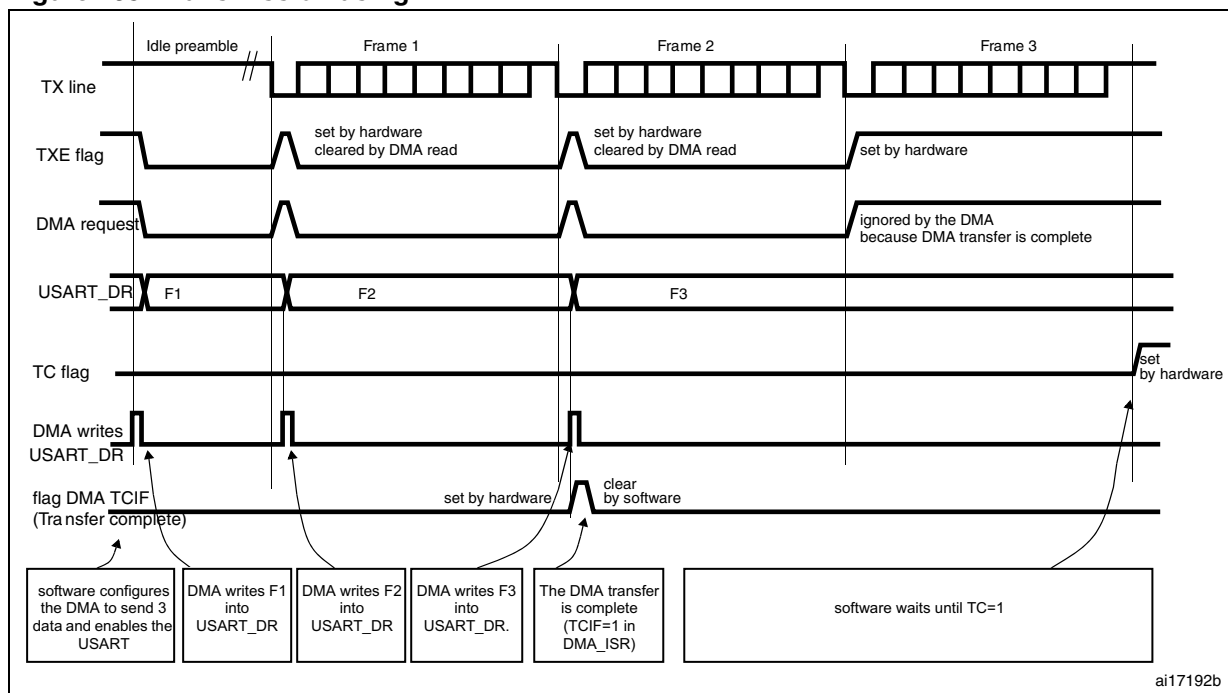 Idle preamble
Frame 1
Frame 2
Frame 3
TX line
TXE flag
set by hardware
cleared by DMA read
set by hardware
cleared by DMA read
set by hardware
DMA request
ignored by the DMA
because DMA transfer is complete
USART_DR
F1
F2
F3
TC flag
set
by hardware
DMA writes
USART_DR
flag DMA TCIF
(Transfer complete)
set by hardware
clear
by software
software configures
the DMA to send 3
data and enables the
USART
DMA writes F1
into
USART_DR
DMA writes F2
into
USART_DR
DMA writes F3
into
USART_DR.
The DMA transfer
is complete
(TCIF=1 in
DMA_ISR)
software waits until TC=1
ai17192b